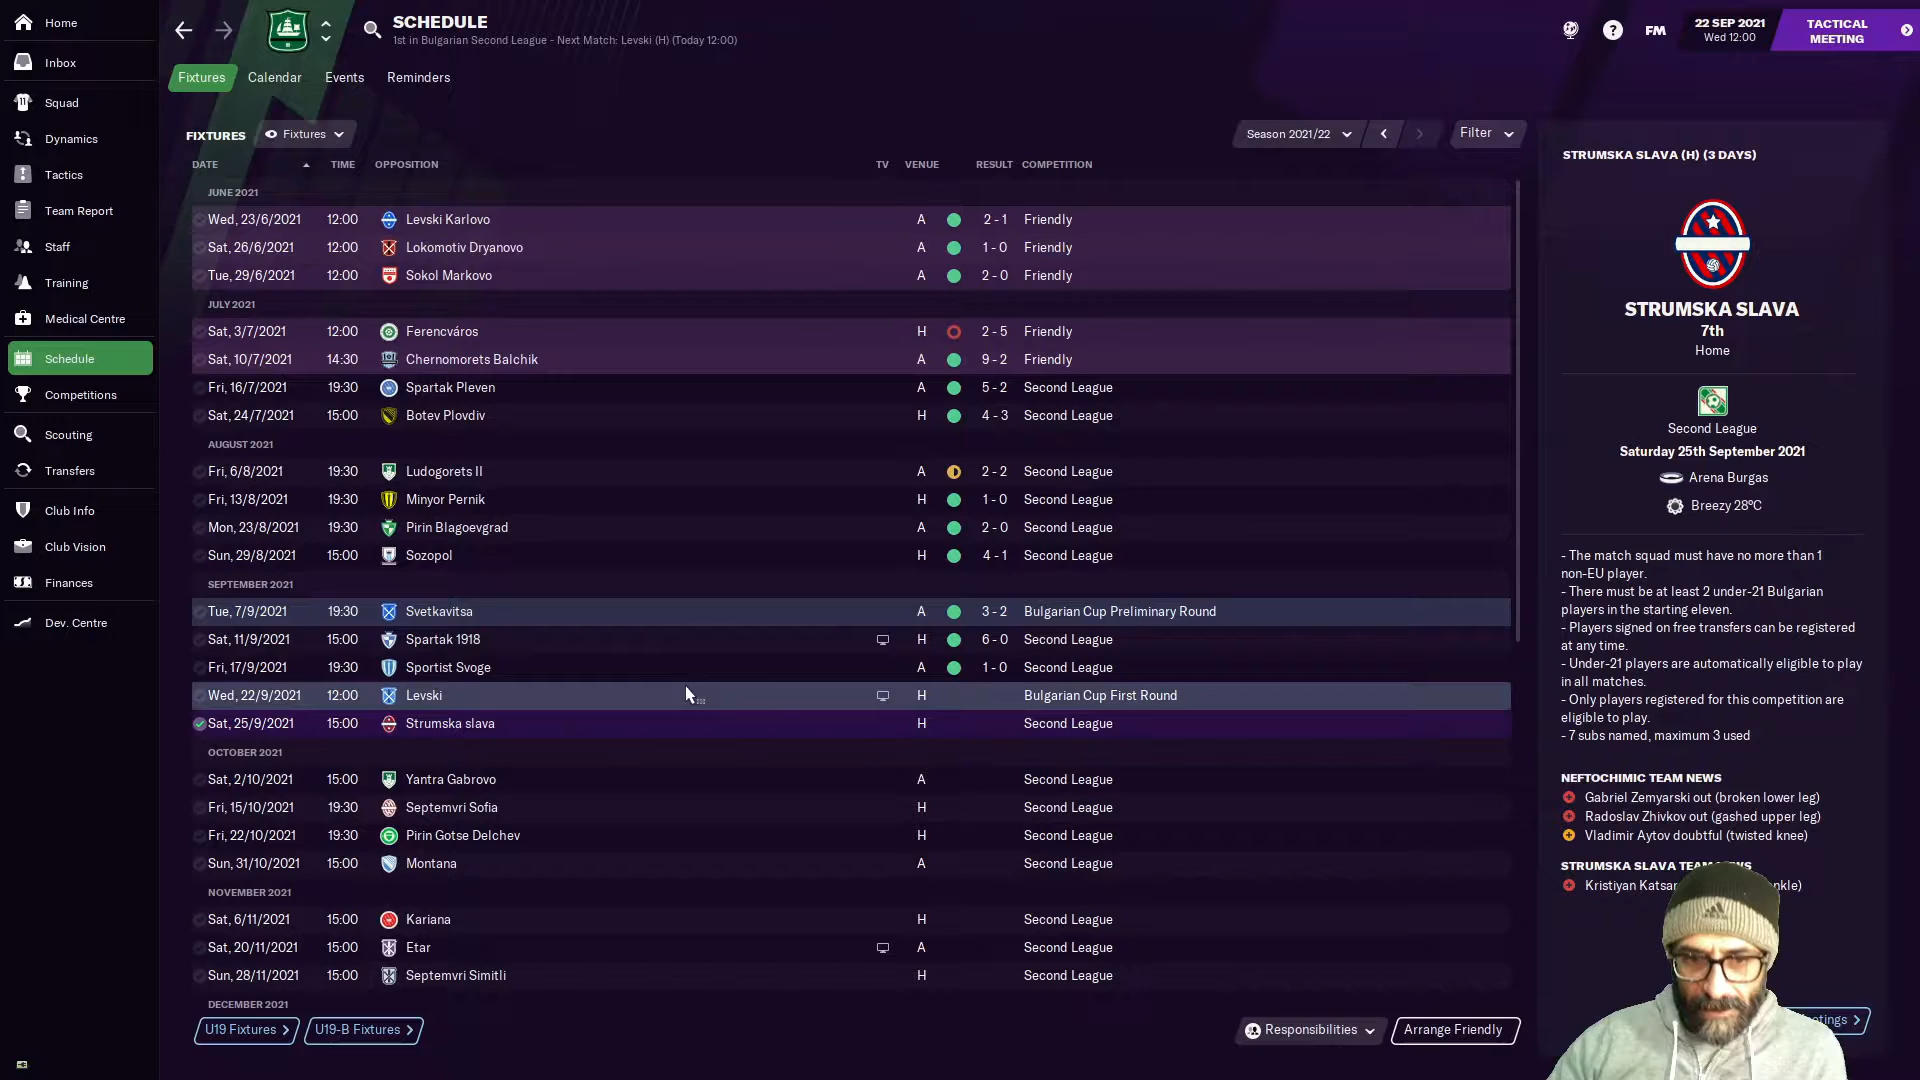 Home
Inbox
Squad
Dynamics
Tactics
Team Report
Staff
Training
Medical Centre
Schedule
Competitions
Scouting
Transfers
Club Info
Club Vision
Finances
Dev. Centre
SCHEDULE
1st in Bulgarian Second League - Next Match: Levski (H) (Today 12:00)
FM
22 SEP 2021
Wed 12:00
TACTICAL
MEETING
Fixtures Calendar Events Reminders
FIXTURES Fixtures Season 2021/22 Filter
DATE TIME OPPOSITION TV VENUE RESULT COMPETITION
JUNE 2021
Wed, 23/6/2021 12:00 Levski Karlovo A 2 - 1 Friendly
Sat, 26/6/2021 12:00 Lokomotiv Dryanovo A 1 - 0 Friendly
Tue, 29/6/2021 12:00 Sokol Markovo A 2 - 0 Friendly
JULY 2021
Sat, 3/7/2021 12:00 Ferencváros H 2 - 5 Friendly
Sat, 10/7/2021 14:30 Chernomorets Balchik A 9 - 2 Friendly
Fri, 16/7/2021 19:30 Spartak Pleven A 5 - 2 Second League
Sat, 24/7/2021 15:00 Botev Plovdiv H 4 - 3 Second League
AUGUST 2021
Fri, 6/8/2021 19:30 Ludogorets II A 2 - 2 Second League
Fri, 13/8/2021 19:30 Minyor Pernik H 1 - 0 Second League
Mon, 23/8/2021 19:30 Pirin Blagoevgrad A 2 - 0 Second League
Sun, 29/8/2021 15:00 Sozopol H 4 - 1 Second League
SEPTEMBER 2021
Tue, 7/9/2021 19:30 Svetkavitsa A 3 - 2 Bulgarian Cup Preliminary Round
Sat, 11/9/2021 15:00 Spartak 1918 H 6 - 0 Second League
Fri, 17/9/2021 19:30 Sportist Svoge A 1 - 0 Second League
Wed, 22/9/2021 12:00 Levski H Bulgarian Cup First Round
Sat, 25/9/2021 15:00 Strumska slava H Second League
OCTOBER 2021
Sat, 2/10/2021 15:00 Yantra Gabrovo A Second League
Fri, 15/10/2021 19:30 Septemvri Sofia H Second League
Fri, 22/10/2021 19:30 Pirin Gotse Delchev H Second League
Sun, 31/10/2021 15:00 Montana A Second League
NOVEMBER 2021
Sat, 6/11/2021 15:00 Kariana H Second League
Sat, 20/11/2021 15:00 Etar A Second League
Sun, 28/11/2021 15:00 Septemvri Simitli H Second League
DECEMBER 2021
U19 Fixtures U19-B Fixtures Responsibilities Arrange Friendly
STRUMSKA SLAVA (H) (3 DAYS)
STRUMSKA SLAVA
7th
Home
Second League
Saturday 25th September 2021
Arena Burgas
Breezy 28ºC
- The match squad must have no more than 1
non-EU player.
- There must be at least 2 under-21 Bulgarian
players in the starting eleven.
- Players signed on free transfers can be registered
at any time.
- Under-21 players are automatically eligible to play
in all matches.
- Only players registered for this competition are
eligible to play.
- 7 subs named, maximum 3 used
NEFTOCHIMIC TEAM NEWS
Gabriel Zemyarski out (broken lower leg)
Radoslav Zhivkov out (gashed upper leg)
Vladimir Aytov doubtful (twisted knee)
STRUMSKA SLAVA
Kristiyan